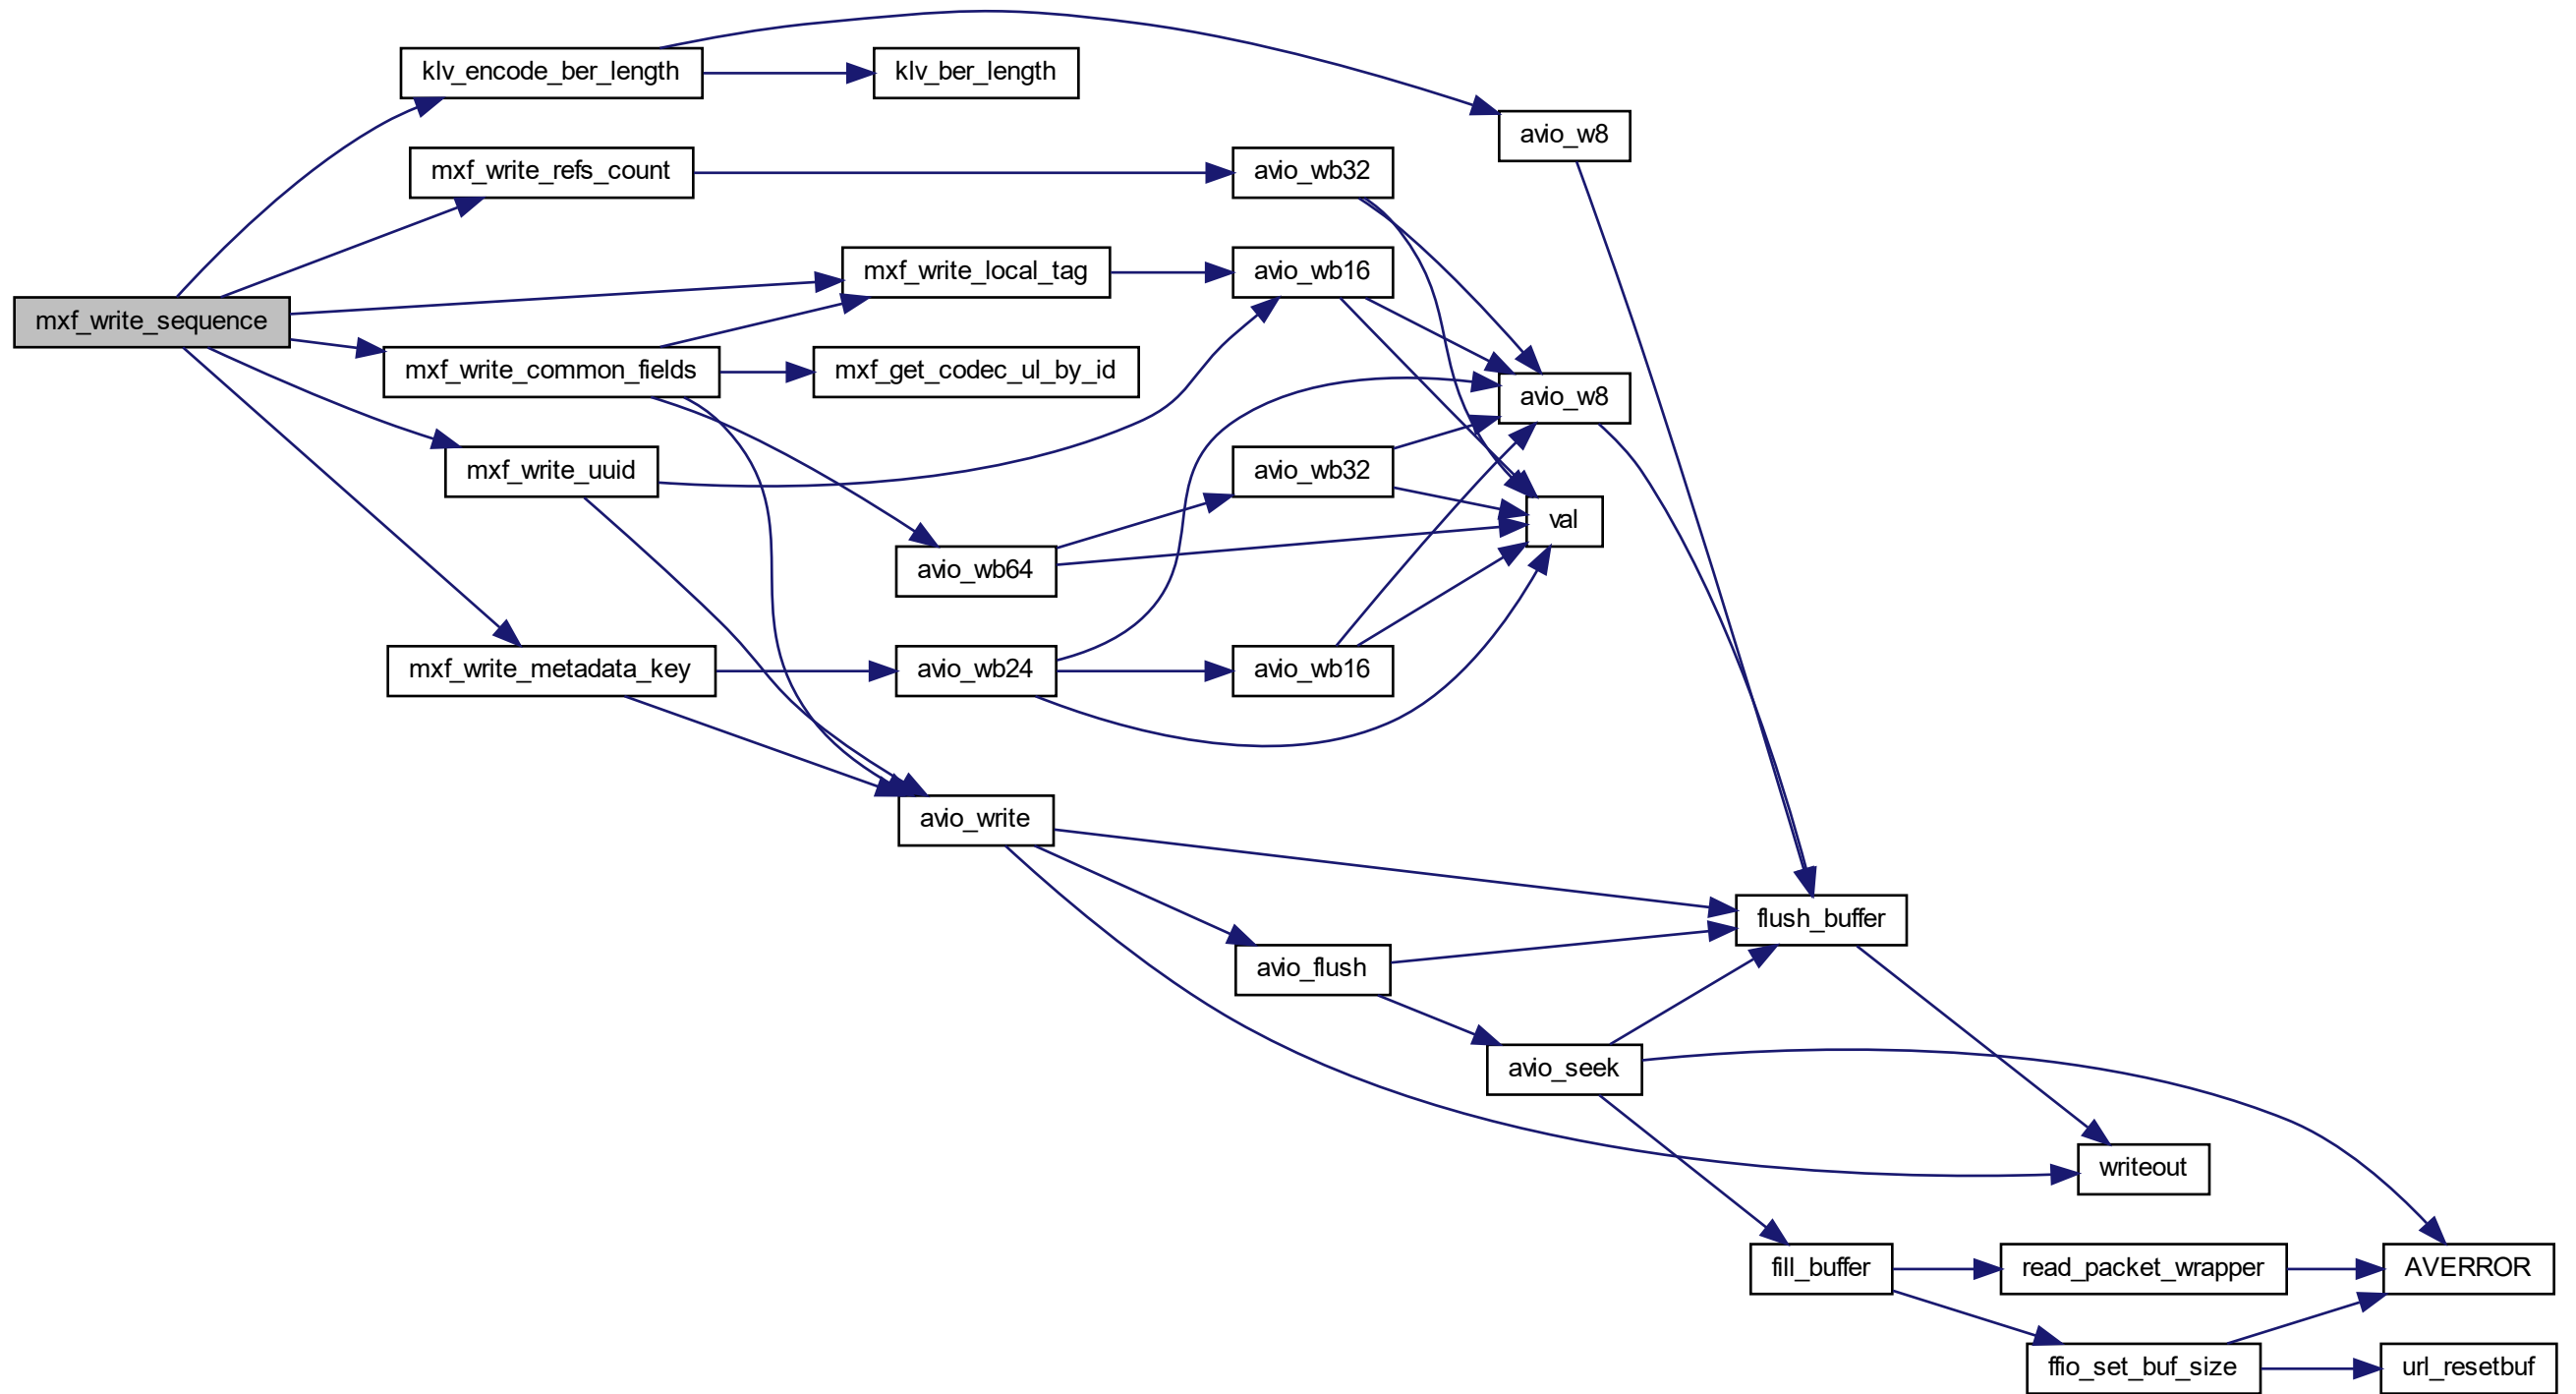 klv_encode_ber_length
klv_ber_length
avio_w8
mxf_write_refs_count
avio_wb32
mxf_write_local_tag
avio_wb16
mxf_write_sequence
mxf_write_common_fields
mxf_get_codec_ul_by_id
avio_w8
mxf_write_uuid
avio_wb32
val
avio_wb64
mxf_write_metadata_key
avio_wb24
avio_wb16
avio_write
flush_buffer
avio_flush
avio_seek
writeout
fill_buffer
read_packet_wrapper
AVERROR
ffio_set_buf_size
url_resetbuf